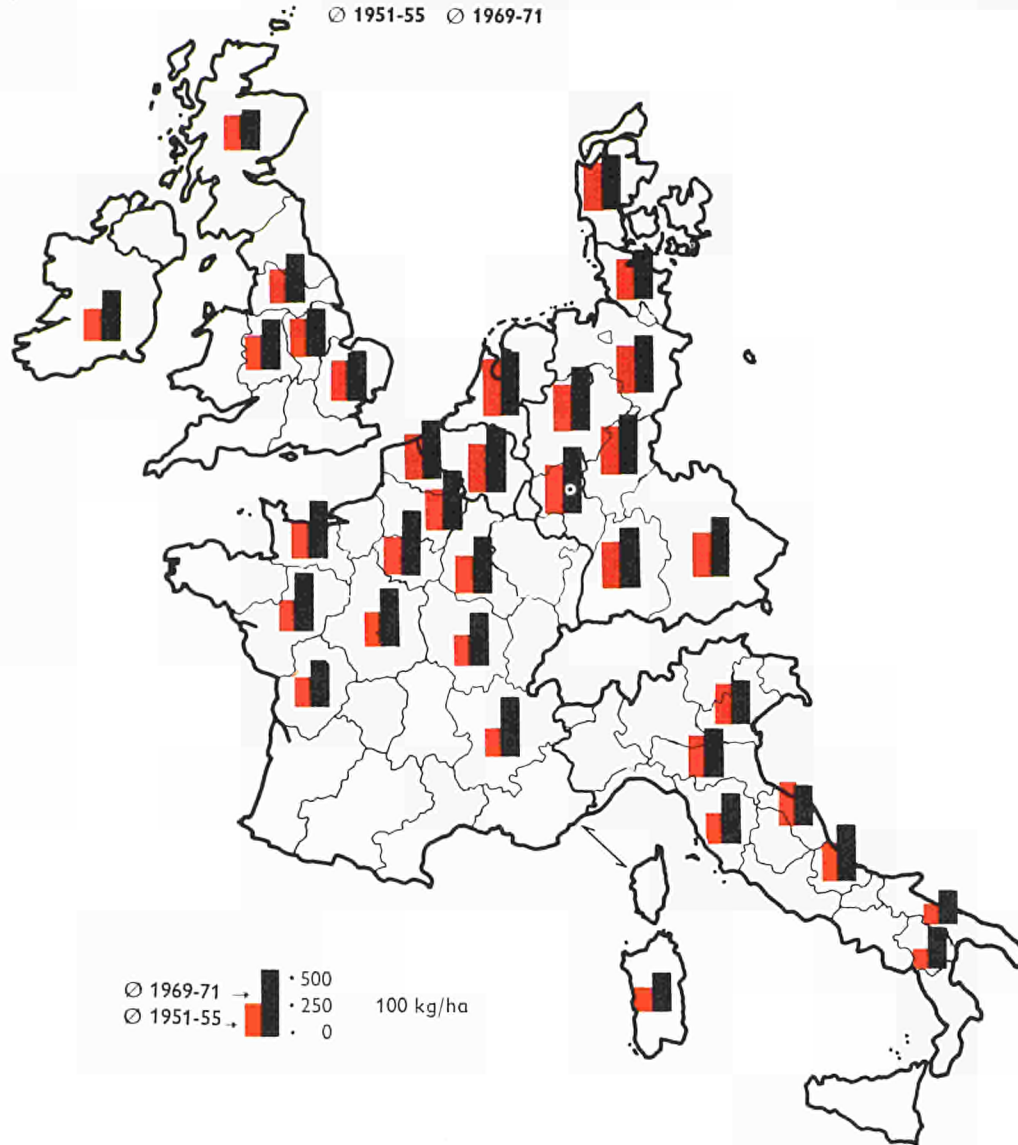 ∅ 1951-55 ∅ 1969-71
∅ 1969-71 → • 500
• 250 100 kg/ha
∅ 1951-55 → • 0